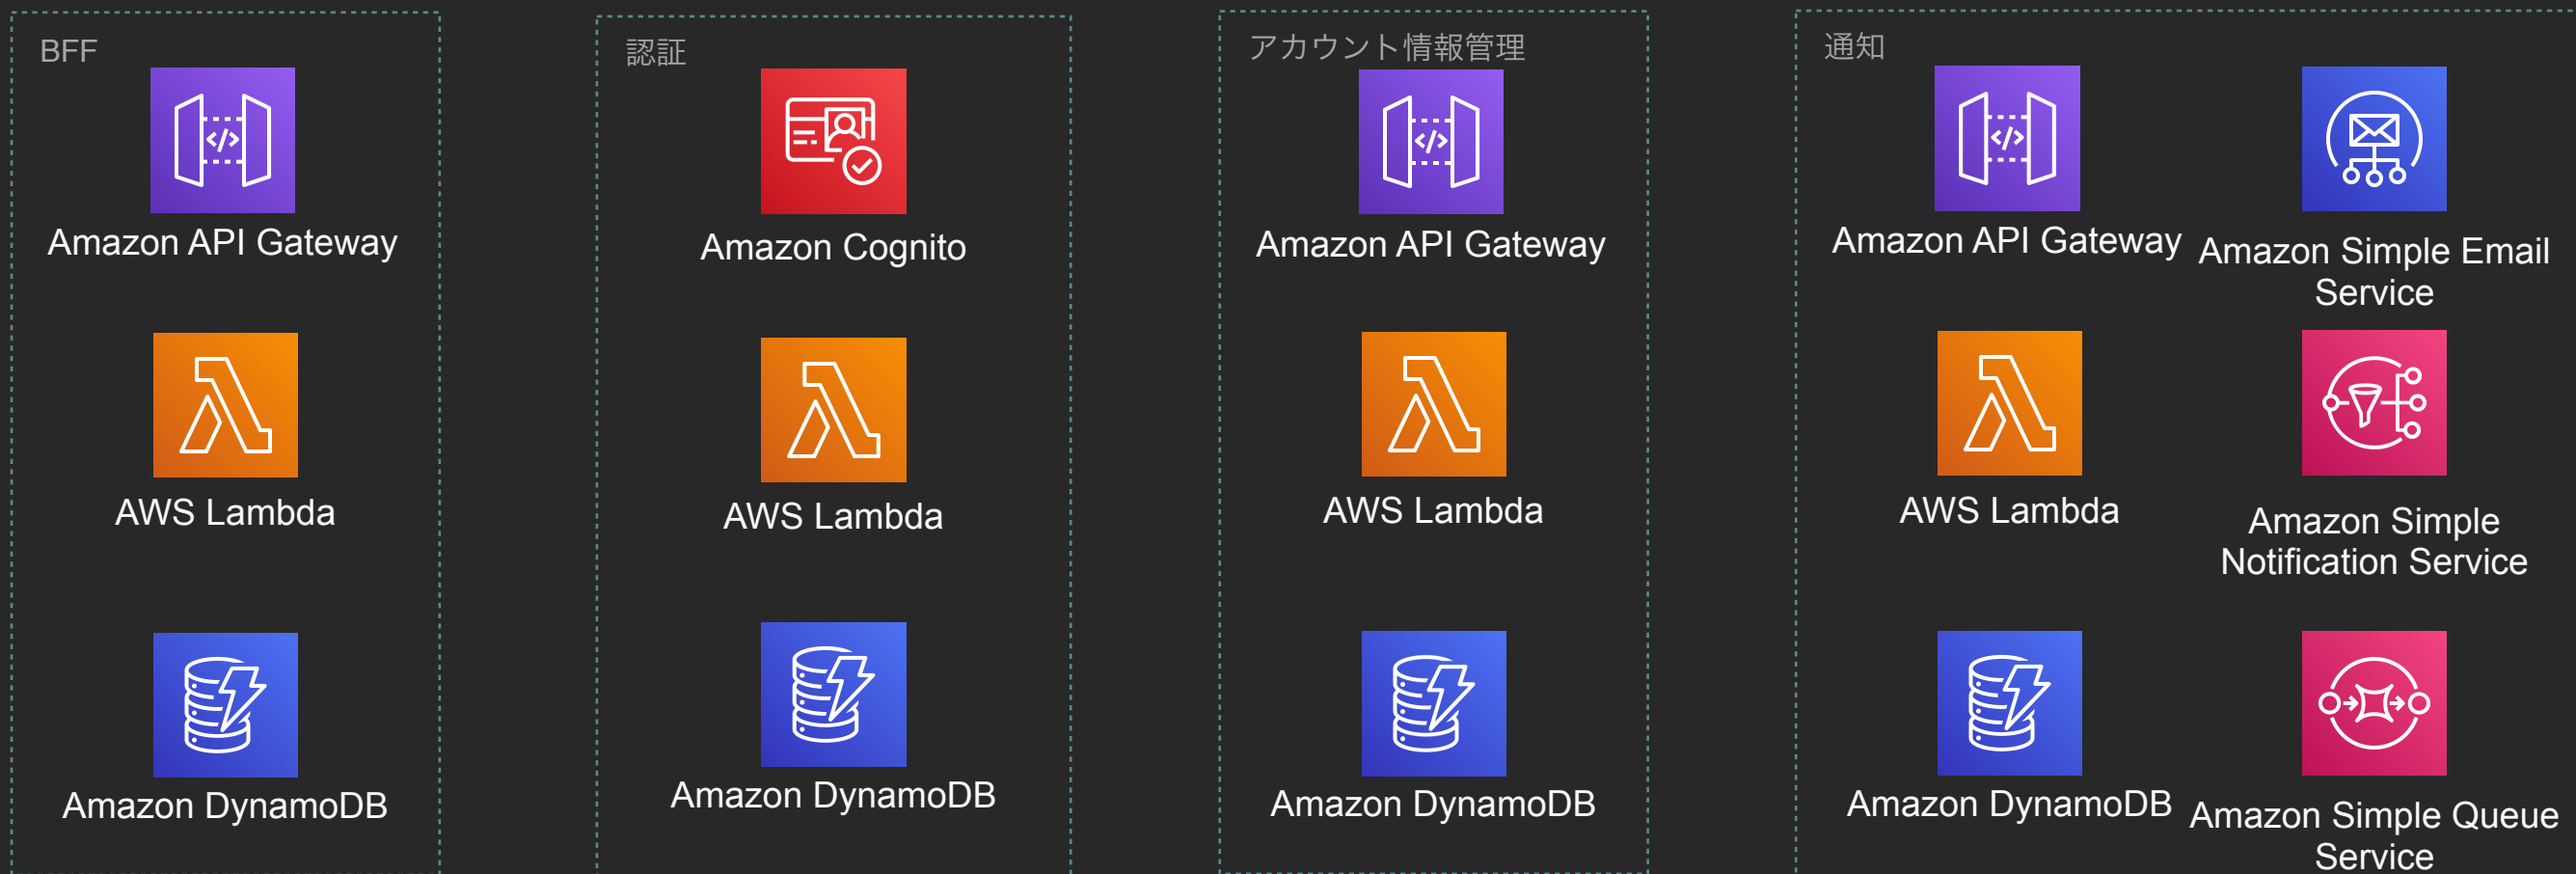 BFF
Amazon API Gateway
AWS Lambda
Amazon DynamoDB
認証
Amazon Cognito
AWS Lambda
Amazon DynamoDB
アカウント情報管理
Amazon API Gateway
AWS Lambda
Amazon DynamoDB
通知
Amazon API Gateway
AWS Lambda
Amazon DynamoDB
Amazon Simple Email
Service
Amazon Simple
Notification Service
Amazon Simple Queue
Service